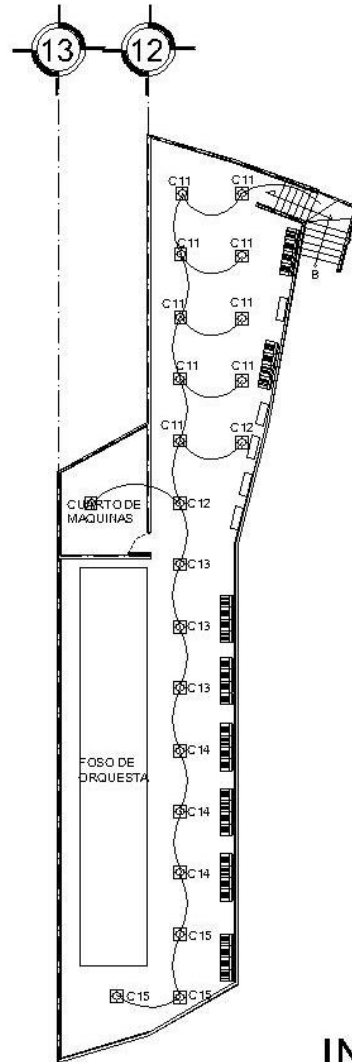 13 12
C11 C11
B
C11 C11
C11 C11
C11 C11
C11 C12
CUARTO DE
MAQUINAS
C12
C13
C13
C13
FOSO DE
ORQUESTA
C14
C14
C14
C15
C15 C15
IN